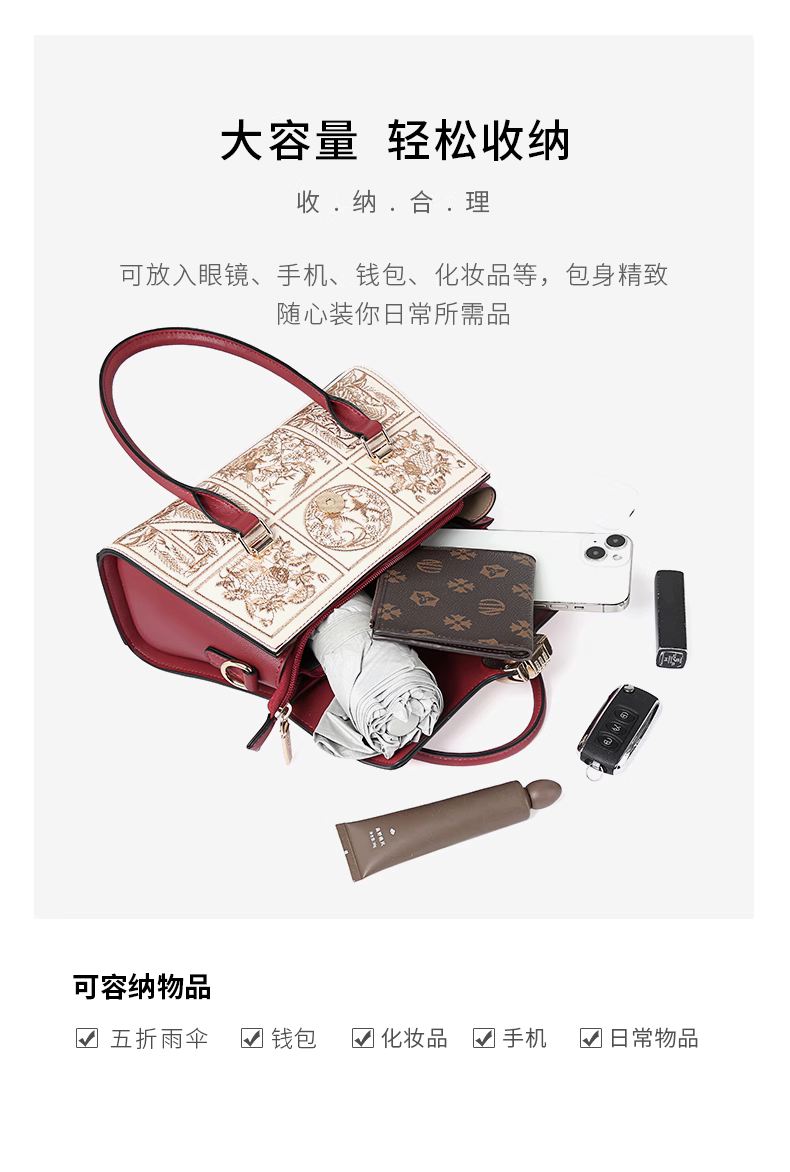 大容量 轻松收纳
收.纳.合.理
可放入眼镜、手机、钱包、化妆品等，包身精致
随心装你日常所需品
可容纳物品
五折雨伞 钱包 化妆品 手机 日常物品